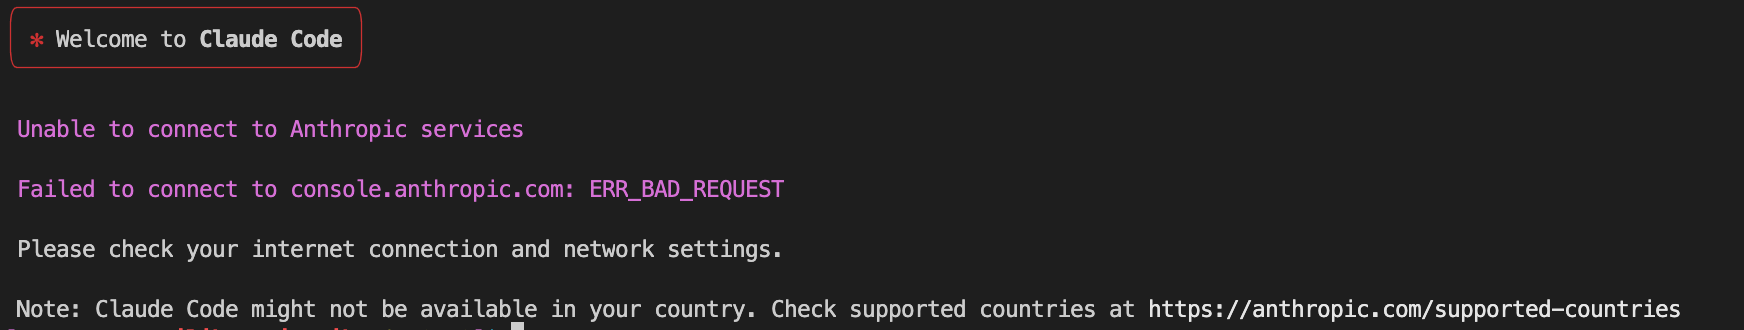 * Welcome to Claude Code
Unable to connect to Anthropic services
Failed to connect to console.anthropic.com: ERR_BAD_REQUEST
Please check your internet connection and network settings.
Note: Claude Code might not be available in your country. Check supported countries at https://anthropic.com/supported-countries